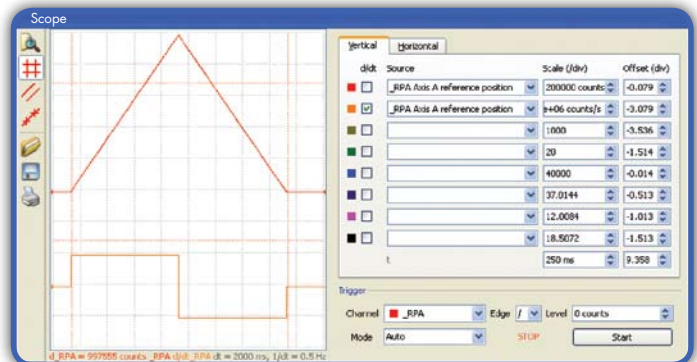 Scope
Vertical Horizontal
d/dt Source Scale (/div) Offset (div)
_RPA Axis A reference position 200000 counts -0.079
_RPA Axis A reference position e+06 counts/s -3.079
1000 -3.536
20 -1.514
40000 -0.014
37.0144 -0.513
12.0084 -1.013
18.5072 -1.513
t 250 ms 9.358
Trigger
Channel _RPA Edge / Level 0 counts
Mode Auto STOP Start
d_RPA = 997555 counts _RPA d/dt_RPA dt = 2000 ms, 1/dt = 0.5 Hz